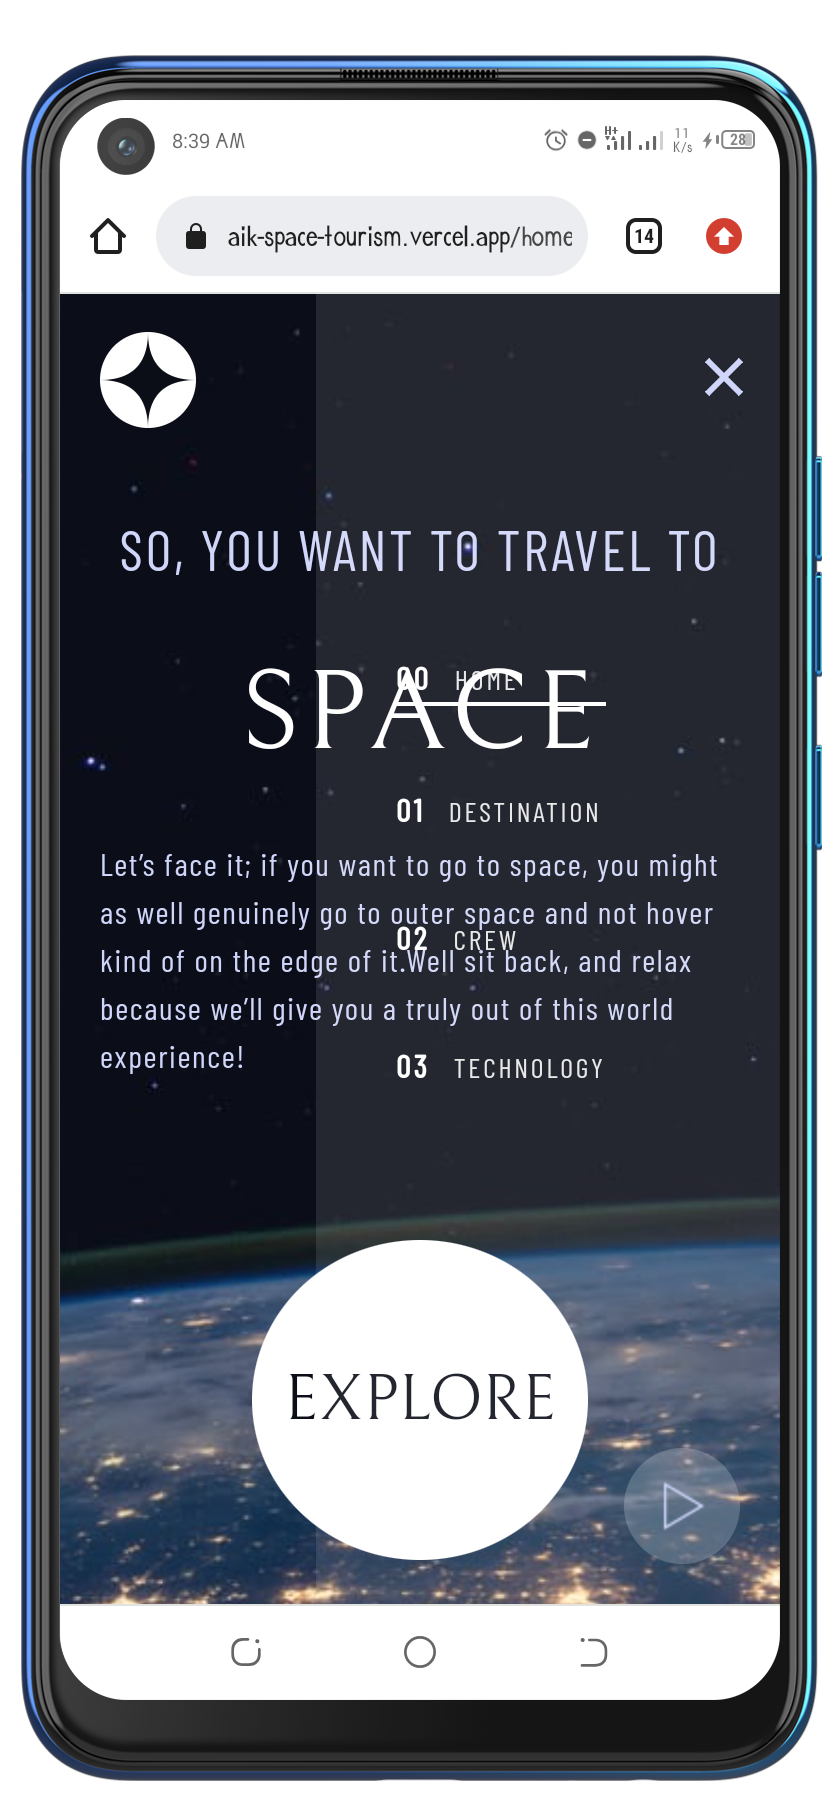 8:39 AM
H+
11
K/s
28
aik-space-tourism.vercel.app/home
14
SO, YOU WANT TO TRAVEL TO
SPACE
00 HOME
01 DESTINATION
Let’s face it; if you want to go to space, you might
as well genuinely go to outer space and not hover
02 CREW
kind of on the edge of it.Well sit back, and relax
because we’ll give you a truly out of this world
experience!
03 TECHNOLOGY
EXPLORE